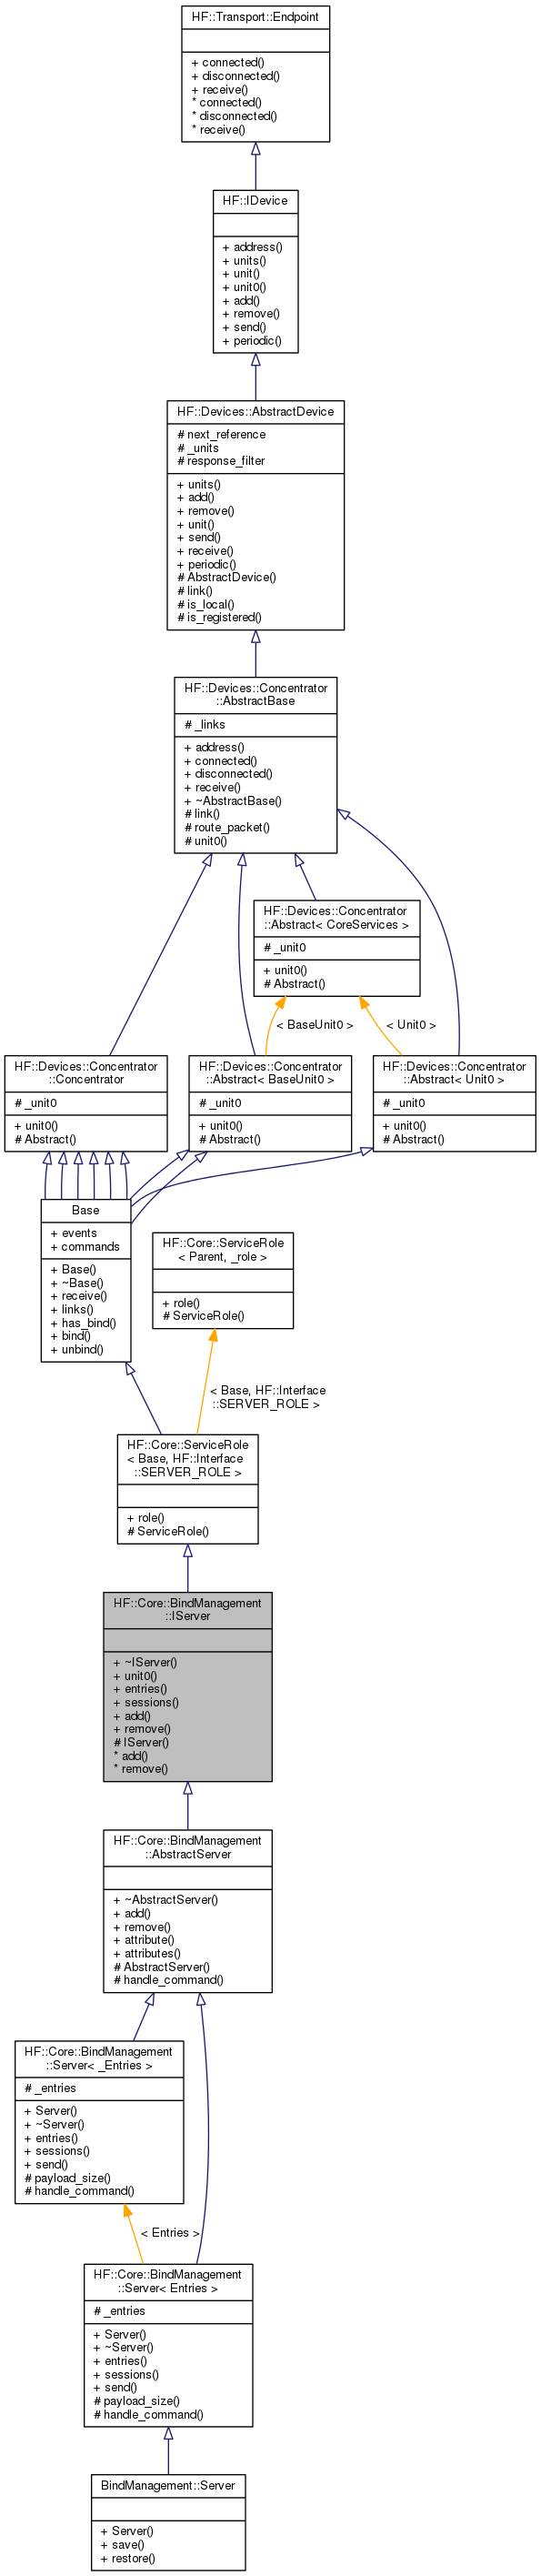 HF::Transport::Endpoint
+ connected()
+ disconnected()
+ receive()
* connected()
* disconnected()
* receive()
HF::IDevice
+ address()
+ units()
+ unit()
+ unit0()
+ add()
+ remove()
+ send()
+ periodic()
HF::Devices::AbstractDevice
# next_reference
# _units
# response_filter
+ units()
+ add()
+ remove()
+ unit()
+ send()
+ receive()
+ periodic()
# AbstractDevice()
# link()
# is_local()
# is_registered()
HF::Devices::Concentrator
::AbstractBase
# _links
+ address()
+ connected()
+ disconnected()
+ receive()
+ ~AbstractBase()
# link()
# route_packet()
# unit0()
HF::Devices::Concentrator
::Abstract< CoreServices >
# _unit0
+ unit0()
# Abstract()
< BaseUnit0 >
< Unit0 >
HF::Devices::Concentrator
::Concentrator
# _unit0
+ unit0()
# Abstract()
HF::Devices::Concentrator
::Abstract< BaseUnit0 >
# _unit0
+ unit0()
# Abstract()
HF::Devices::Concentrator
::Abstract< Unit0 >
# _unit0
+ unit0()
# Abstract()
Base
+ events
+ commands
+ Base()
+ ~Base()
+ receive()
+ links()
+ has_bind()
+ bind()
+ unbind()
HF::Core::ServiceRole
< Parent, _role >
+ role()
# ServiceRole()
< Base, HF::Interface
::SERVER_ROLE >
HF::Core::ServiceRole
< Base, HF::Interface
::SERVER_ROLE >
+ role()
# ServiceRole()
HF::Core::BindManagement
::IServer
+ ~IServer()
+ unit0()
+ entries()
+ sessions()
+ add()
+ remove()
# IServer()
* add()
* remove()
HF::Core::BindManagement
::AbstractServer
+ ~AbstractServer()
+ add()
+ remove()
+ attribute()
+ attributes()
# AbstractServer()
# handle_command()
HF::Core::BindManagement
::Server< _Entries >
# _entries
+ Server()
+ ~Server()
+ entries()
+ sessions()
+ send()
# payload_size()
# handle_command()
< Entries >
HF::Core::BindManagement
::Server< Entries >
# _entries
+ Server()
+ ~Server()
+ entries()
+ sessions()
+ send()
# payload_size()
# handle_command()
BindManagement::Server
+ Server()
+ save()
+ restore()